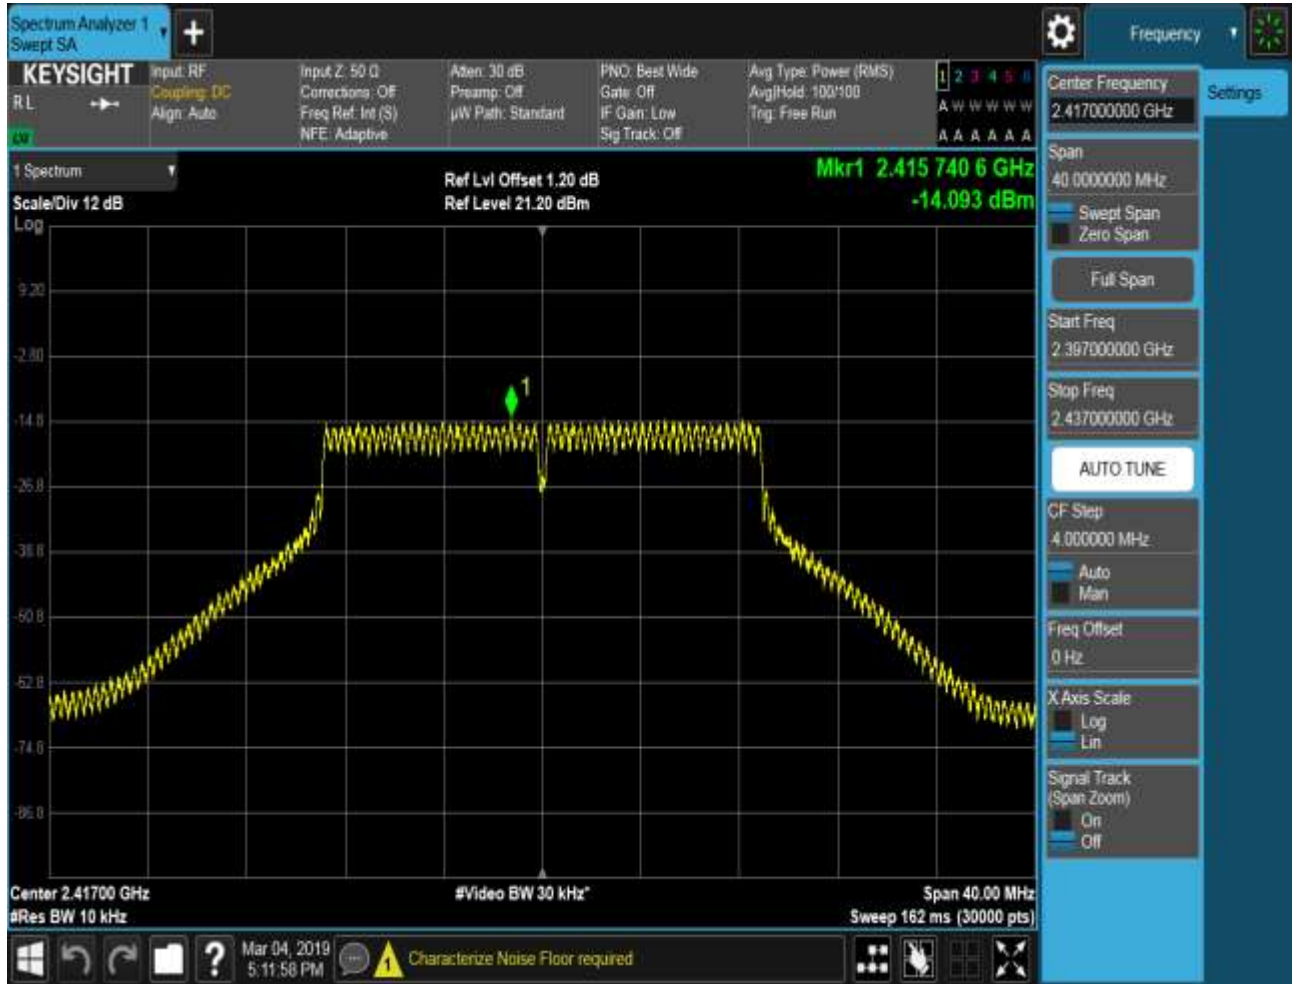 Spectrum Analyzer 1
Swept SA
Frequency
KEYSIGHT
R L
Input: RF
Coupling: DC
Align: Auto
Input Z: 50 Ω
Corrections: Off
Freq Ref: Int (S)
NFE: Adaptive
Atten: 30 dB
Preamp: Off
µW Path: Standard
PNO: Best Wide
Gate: Off
IF Gain: Low
Sig Track: Off
Avg Type: Power (RMS)
Avg|Hold: 100/100
Trig: Free Run
1 2 3 4 5 6
A W W W W W
A A A A A A
1 Spectrum
Scale/Div 12 dB
Ref Lvl Offset 1.20 dB
Ref Level 21.20 dBm
Mkr1 2.415 740 6 GHz
-14.093 dBm
Log
9.20
-2.80
-14.8
-26.8
-38.8
-50.8
-62.8
-74.8
-86.8
1
Center 2.41700 GHz
#Res BW 10 kHz
#Video BW 30 kHz*
Span 40.00 MHz
Sweep 162 ms (30000 pts)
Center Frequency
2.417000000 GHz
Settings
Span
40.0000000 MHz
Swept Span
Zero Span
Full Span
Start Freq
2.397000000 GHz
Stop Freq
2.437000000 GHz
AUTO TUNE
CF Step
4.000000 MHz
Auto
Man
Freq Offset
0 Hz
X Axis Scale
Log
Lin
Signal Track
(Span Zoom)
On
Off
?
Mar 04, 2019
5:11:58 PM
1
Characterize Noise Floor required